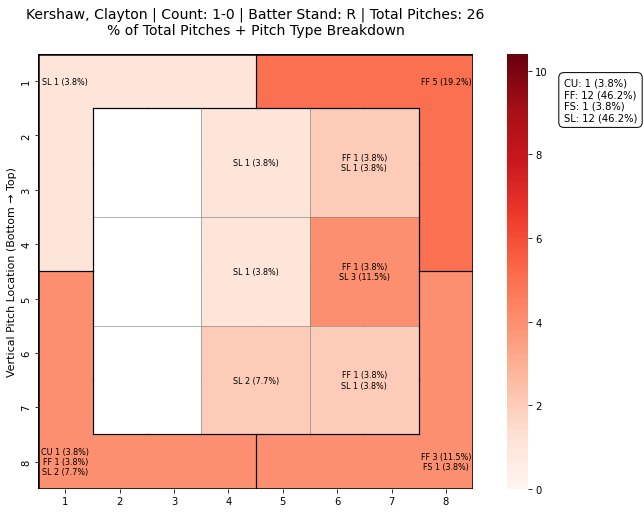 Kershaw, Clayton | Count: 1-0 | Batter Stand: R | Total Pitches: 26
% of Total Pitches + Pitch Type Breakdown
SL 1 (3.8%)
FF 5 (19.2%)
SL 1 (3.8%)
FF 1 (3.8%)
SL 1 (3.8%)
SL 1 (3.8%)
FF 1 (3.8%)
SL 3 (11.5%)
SL 2 (7.7%)
FF 1 (3.8%)
SL 1 (3.8%)
CU 1 (3.8%)
FF 1 (3.8%)
SL 2 (7.7%)
FF 3 (11.5%)
FS 1 (3.8%)
Vertical Pitch Location (Bottom → Top)
1
2
3
4
5
6
7
8
1 2 3 4 5 6 7 8
10
8
6
4
2
0
CU: 1 (3.8%)
FF: 12 (46.2%)
FS: 1 (3.8%)
SL: 12 (46.2%)